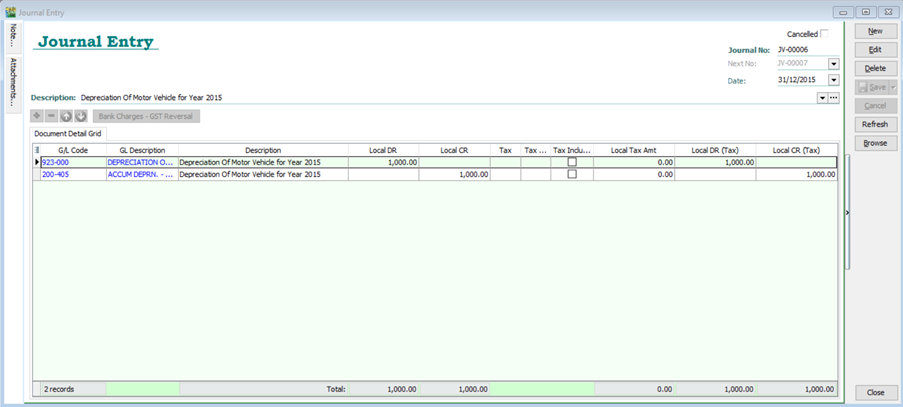 Journal Entry
Note...
Attachments...
Journal Entry
Cancelled
Journal No: JV-00006
Next No: JV-00007
Date: 31/12/2015
Description: Depreciation Of Motor Vehicle for Year 2015
Bank Charges - GST Reversal
Document Detail Grid
G/L Code GL Description Description Local DR Local CR Tax Tax ... Tax Inclu... Local Tax Amt Local DR (Tax) Local CR (Tax)
923-000 DEPRECIATION O... Depreciation Of Motor Vehicle for Year 2015 1,000.00 0.00 1,000.00
200-405 ACCUM DEPRN. - ... Depreciation Of Motor Vehicle for Year 2015 1,000.00 0.00 1,000.00
2 records Total: 1,000.00 1,000.00 0.00 1,000.00 1,000.00
New
Edit
Delete
Save
Cancel
Refresh
Browse
Close